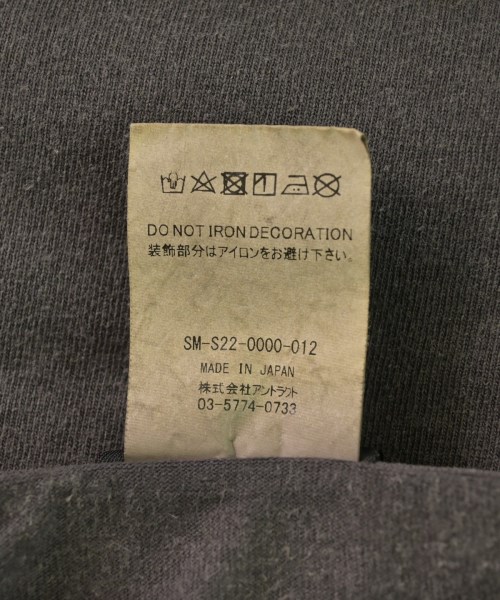 DO NOT IRON DECORATION
装飾部分はアイロンをお避け下さい。
SM-S22-0000-012
MADE IN JAPAN
株式会社アントラクト
03-5774-0733